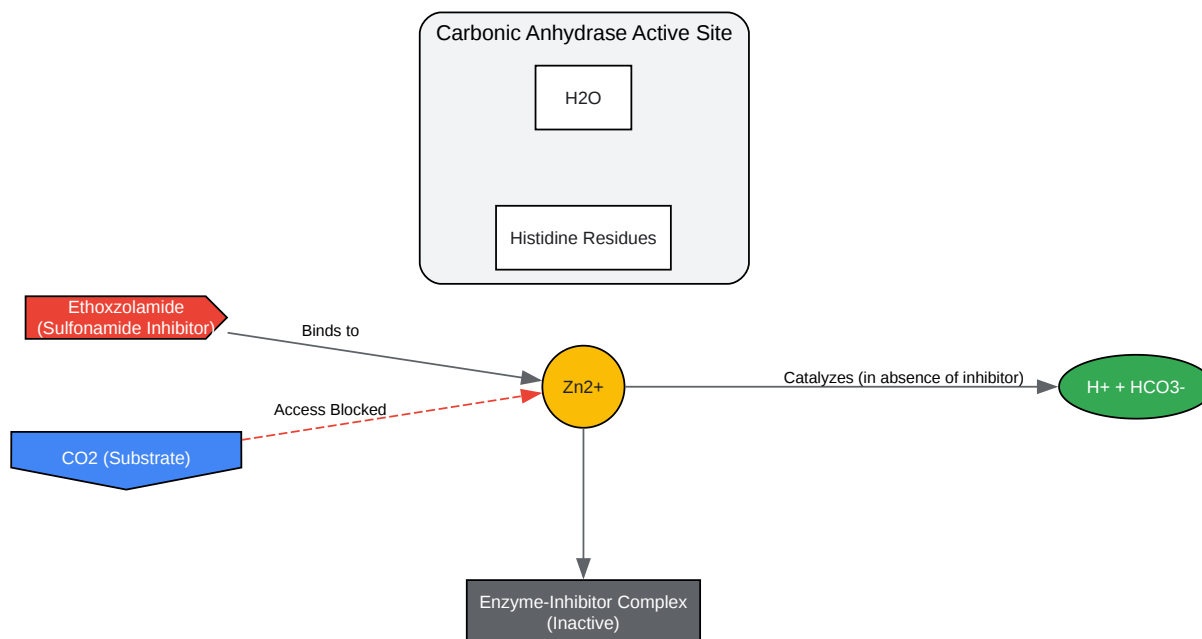 Carbonic Anhydrase Active Site
H2O
Histidine Residues
Ethoxzolamide
(Sulfonamide Inhibitor)
Binds to
Zn2+
Catalyzes (in absence of inhibitor)
H+ + HCO3-
Access Blocked
CO2 (Substrate)
Enzyme-Inhibitor Complex
(Inactive)